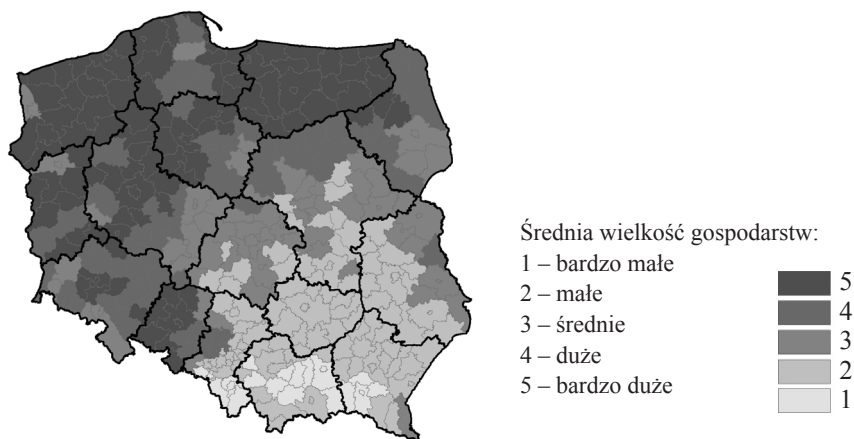 Średnia wielkość gospodarstw:
1 – bardzo małe
2 – małe
3 – średnie
4 – duże
5 – bardzo duże
5
4
3
2
1